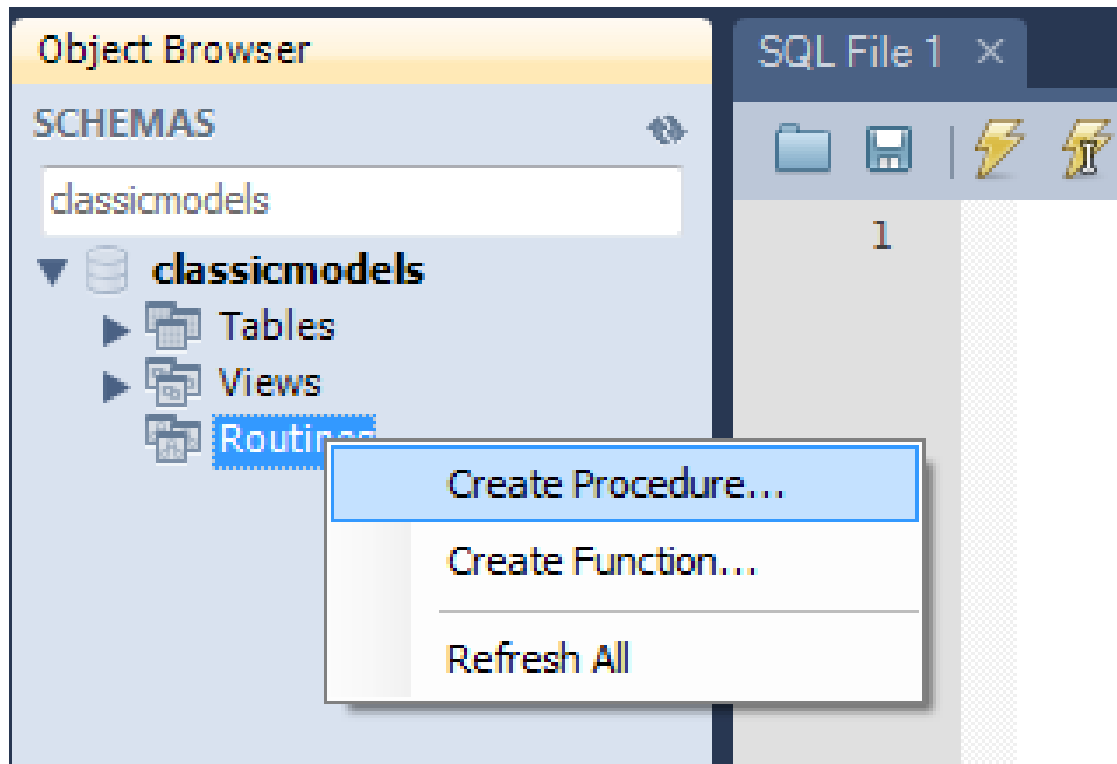 Object Browser
SQL File 1
SCHEMAS
classicmodels
classicmodels
Tables
1
Views
Create Procedure...
Create Function...
Refresh All